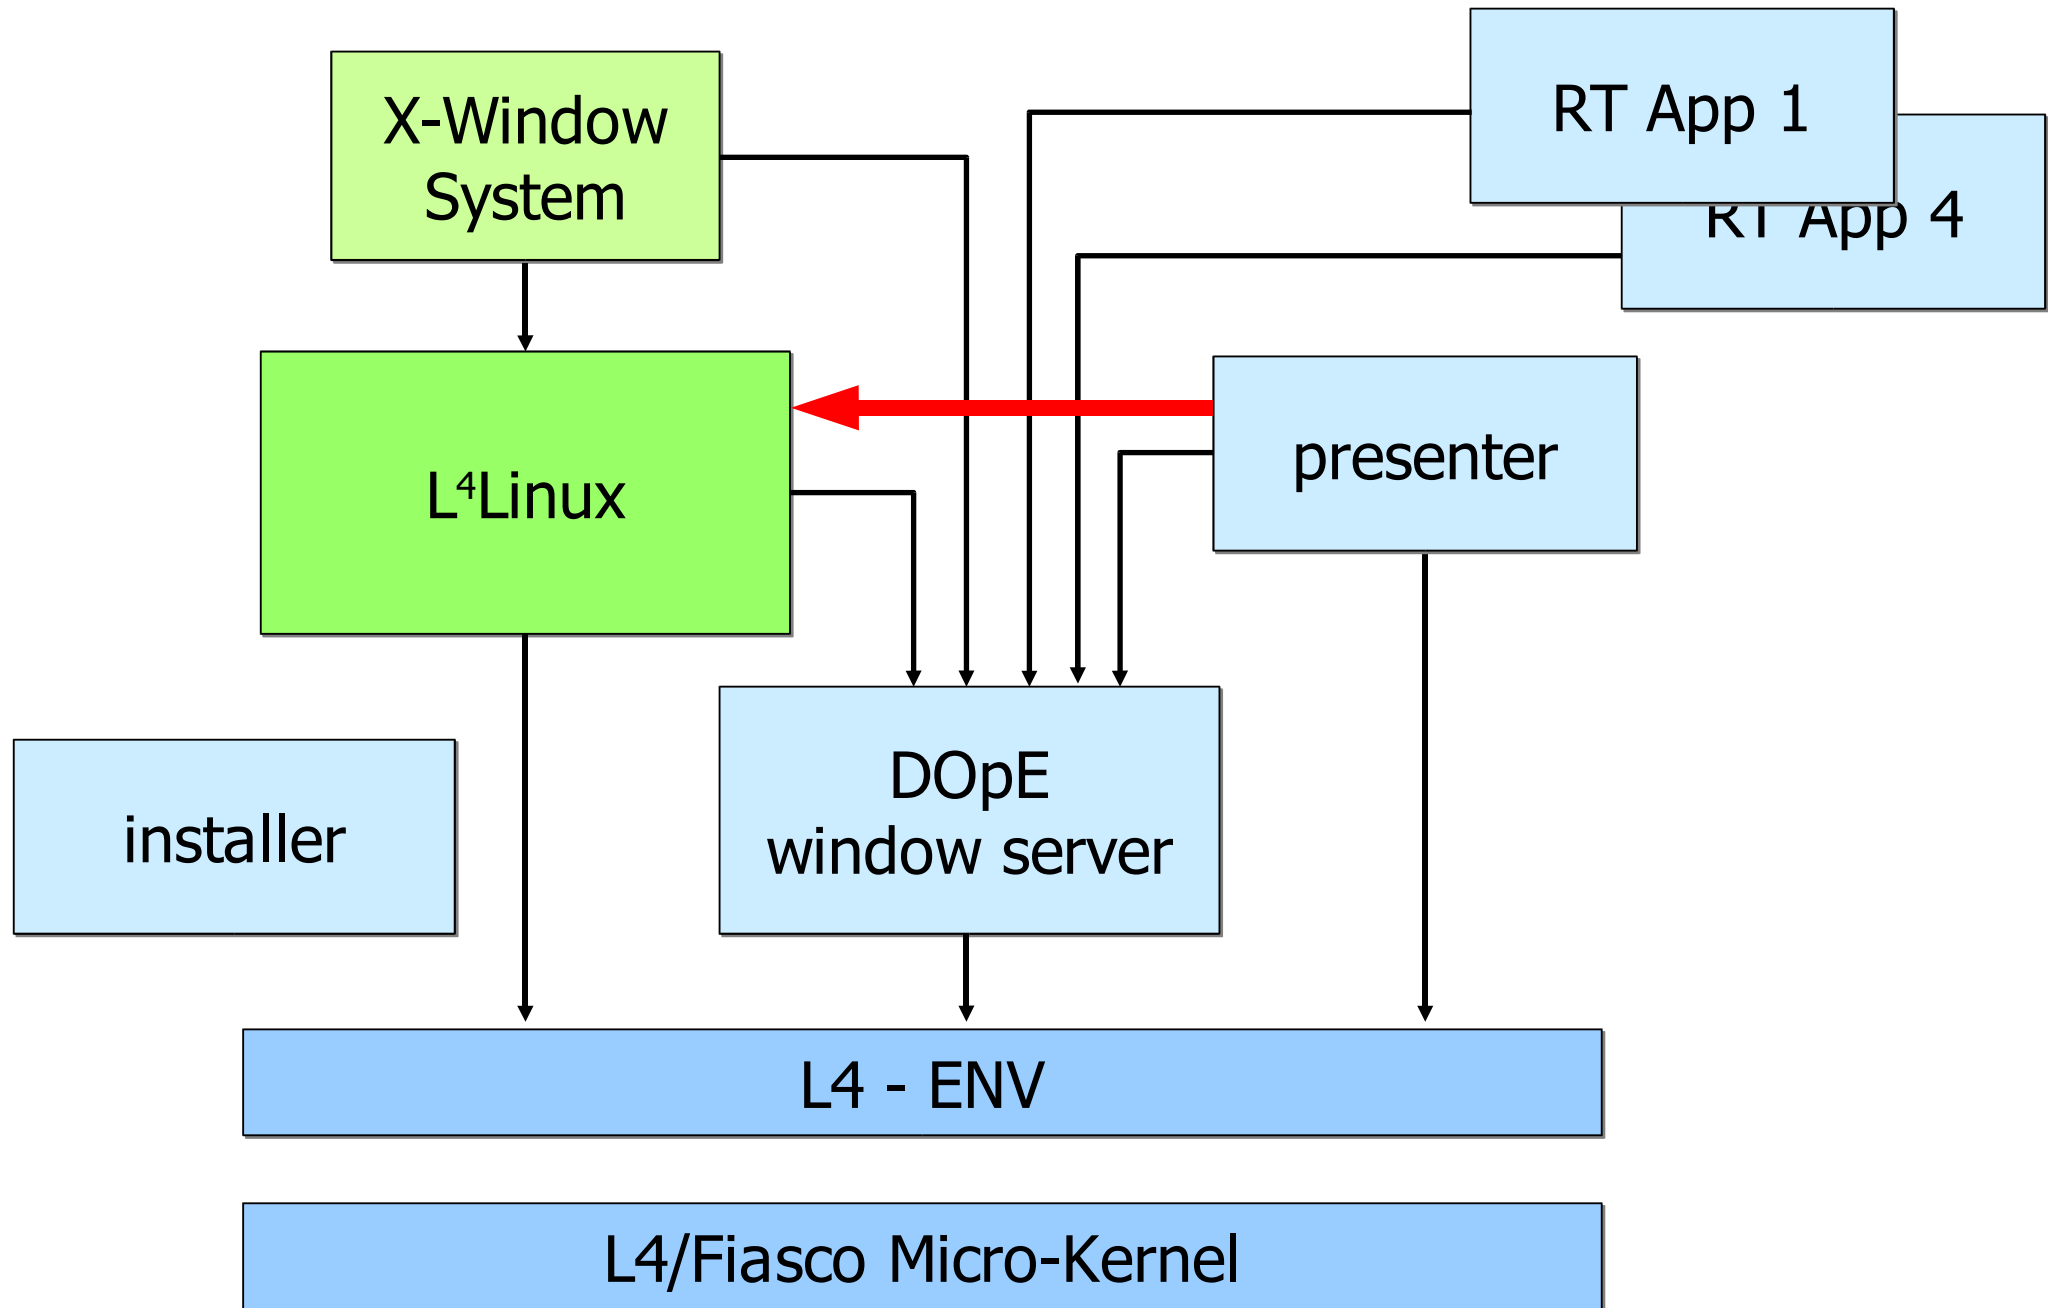 X-Window
System
RT App 1
RT App 4
L⁴Linux
presenter
DOpE
window server
installer
L4 - ENV
L4/Fiasco Micro-Kernel